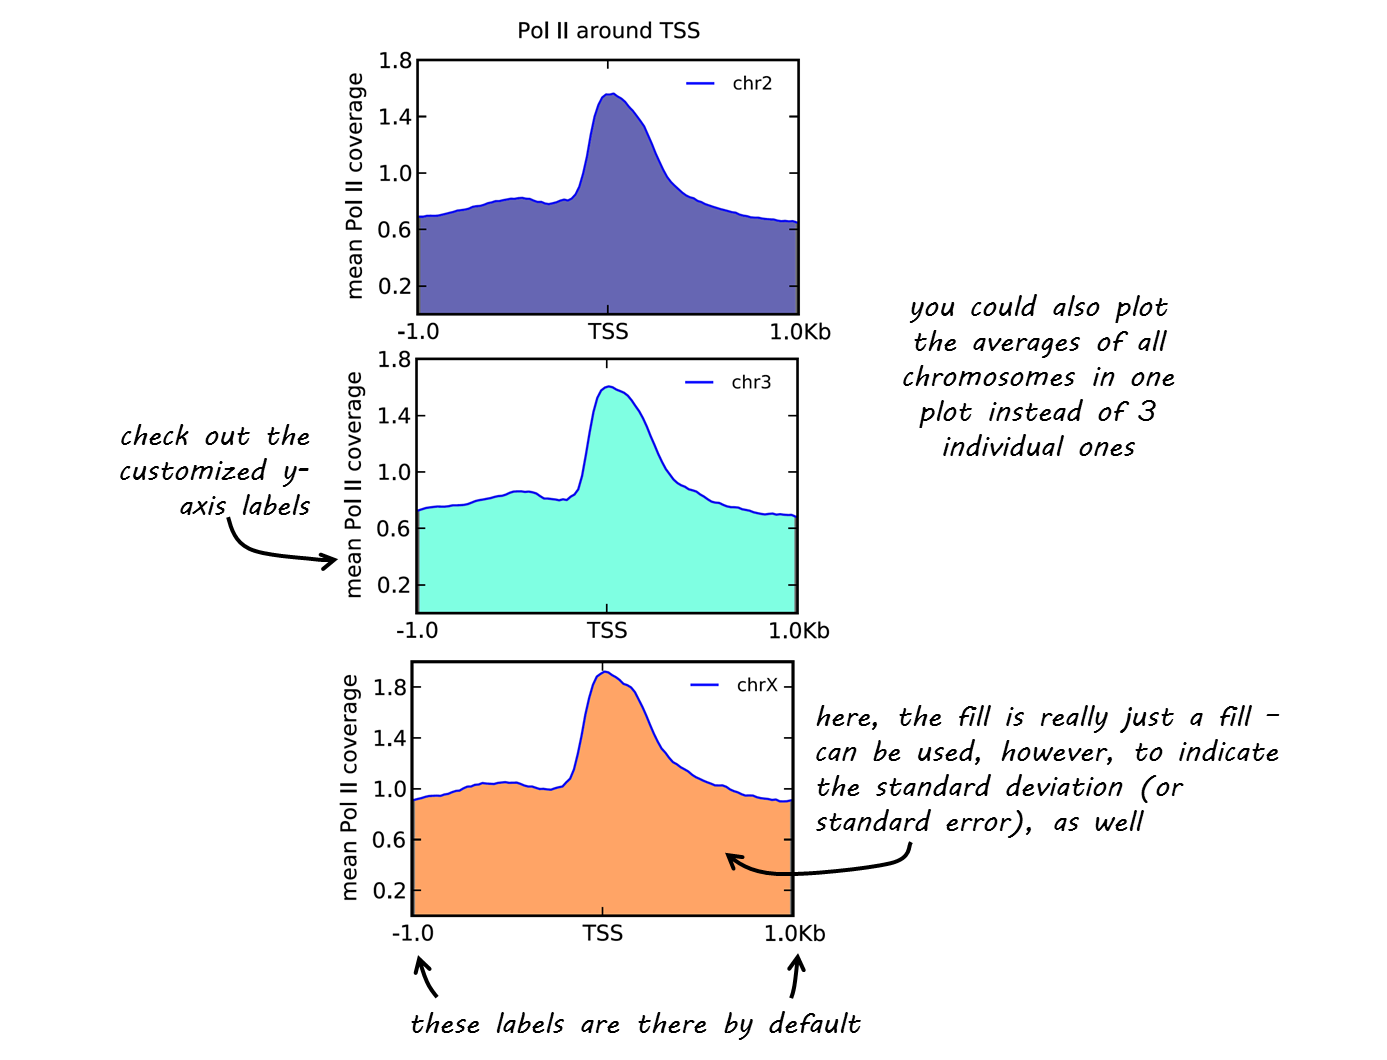 Pol II around TSS
mean Pol II coverage
1.8
1.4
1.0
0.6
0.2
chr2
-1.0 TSS 1.0Kb
you could also plot
the averages of all
chromosomes in one
plot instead of 3
individual ones
check out the
customized y-
axis labels
mean Pol II coverage
1.8
1.4
1.0
0.6
0.2
chr3
-1.0 TSS 1.0Kb
mean Pol II coverage
1.8
1.4
1.0
0.6
0.2
chrX
-1.0 TSS 1.0Kb
here, the fill is really just a fill –
can be used, however, to indicate
the standard deviation (or
standard error), as well
these labels are there by default